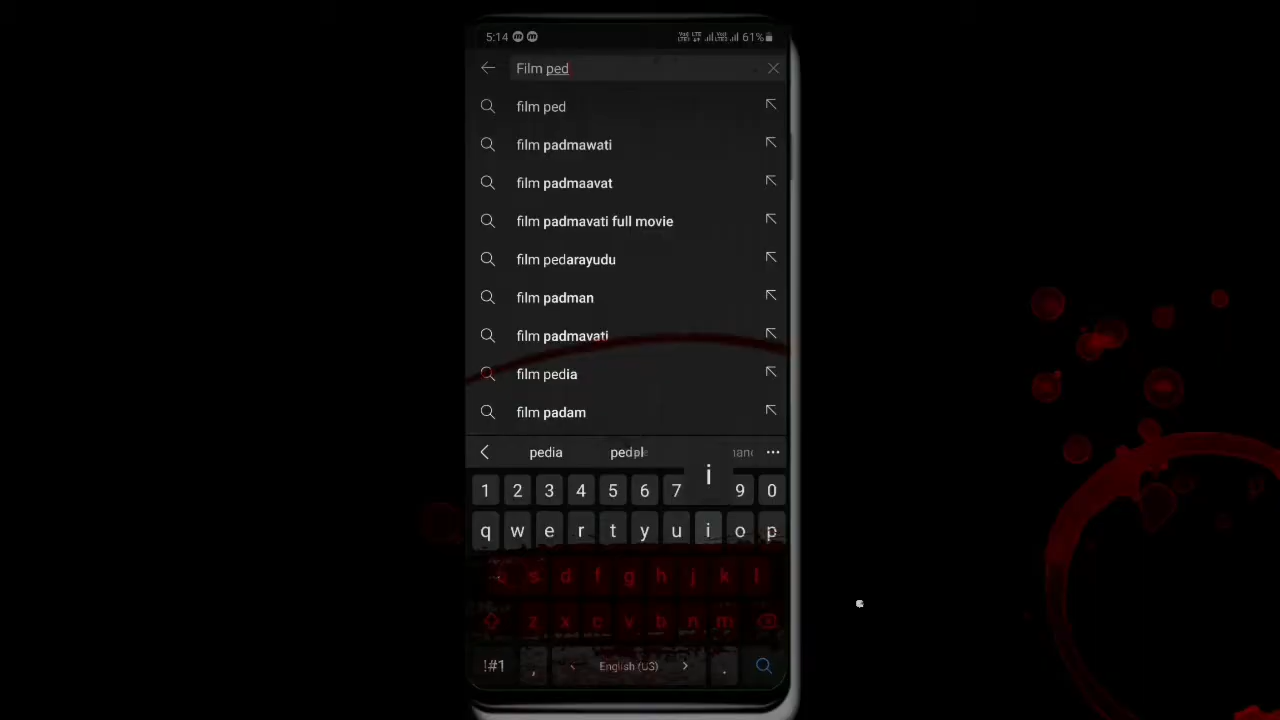 5:14 61%
Film ped
film ped
film padmawati
film padmaavat
film padmavati full movie
film pedarayudu
film padman
film padmavati
film pedia
film padam
pedia
i
1 2 3 4 5 6 7 9 0
q w e r t y u i o p
s d f g h j k l
z x c v b n m
!#1 , English (US) .